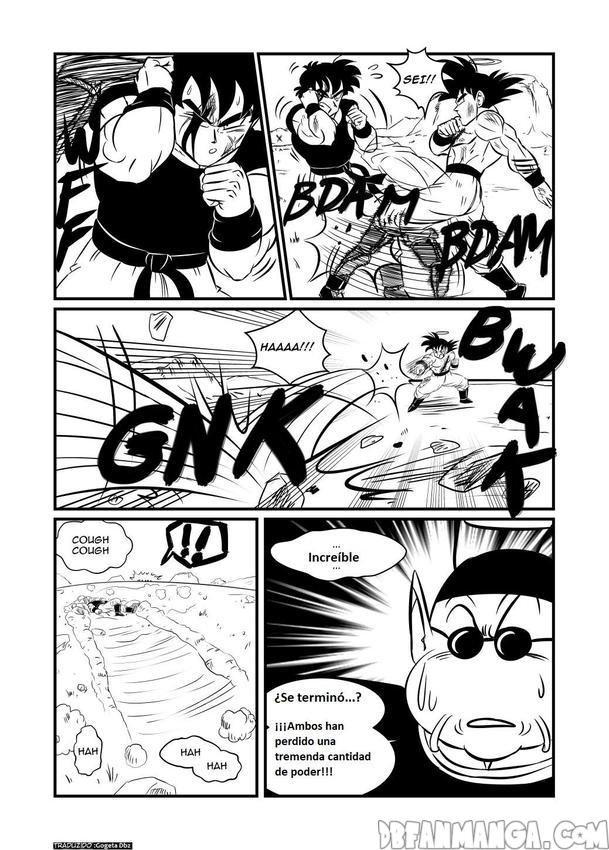 WFF
SEI!!
BDAM
BDAM
HAAAA!!!
GNK
BWAK
COUGH
COUGH
!!
HAH
HAH
HAH
...
Increíble
...
¿Se terminó...?
¡¡¡Ambos han
perdido una
tremenda cantidad
de poder!!!
TRADUZIDO :Gogeta Dbz
DBFANMANGA.COM